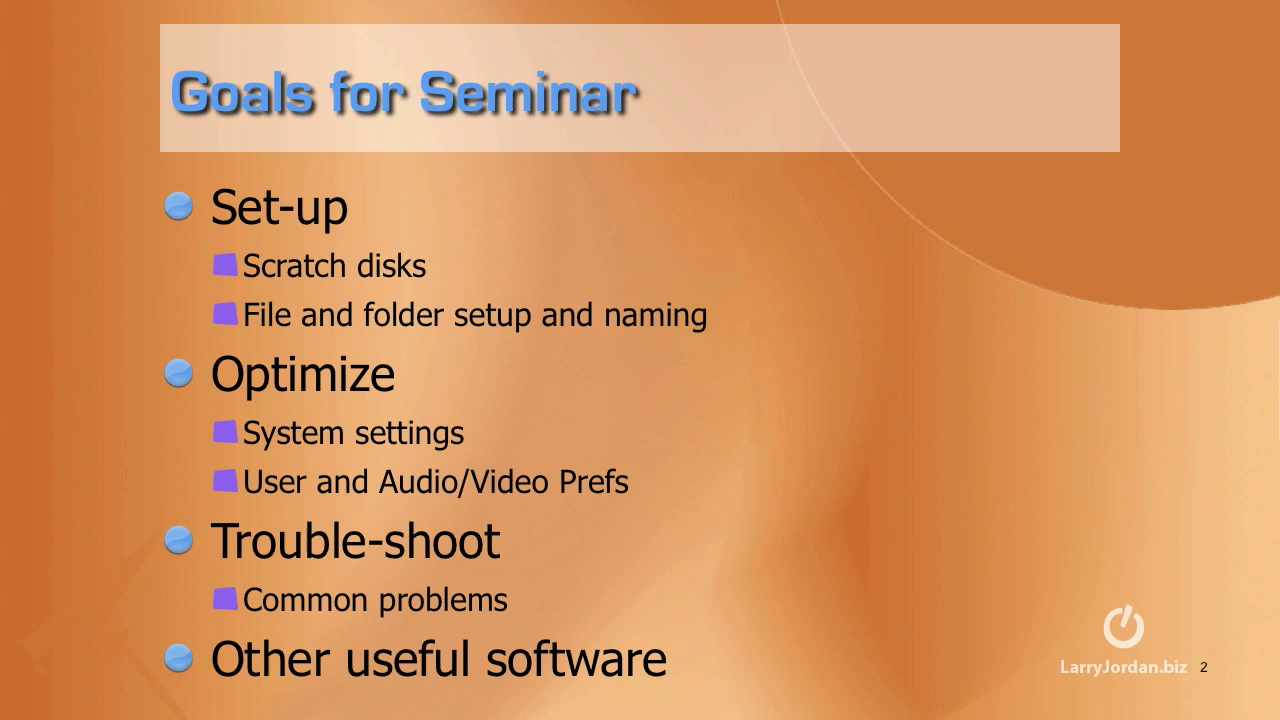 Goals for Seminar
Set-up
Scratch disks
File and folder setup and naming
Optimize
System settings
User and Audio/Video Prefs
Trouble-shoot
Common problems
Other useful software
LarryJordan.biz 2